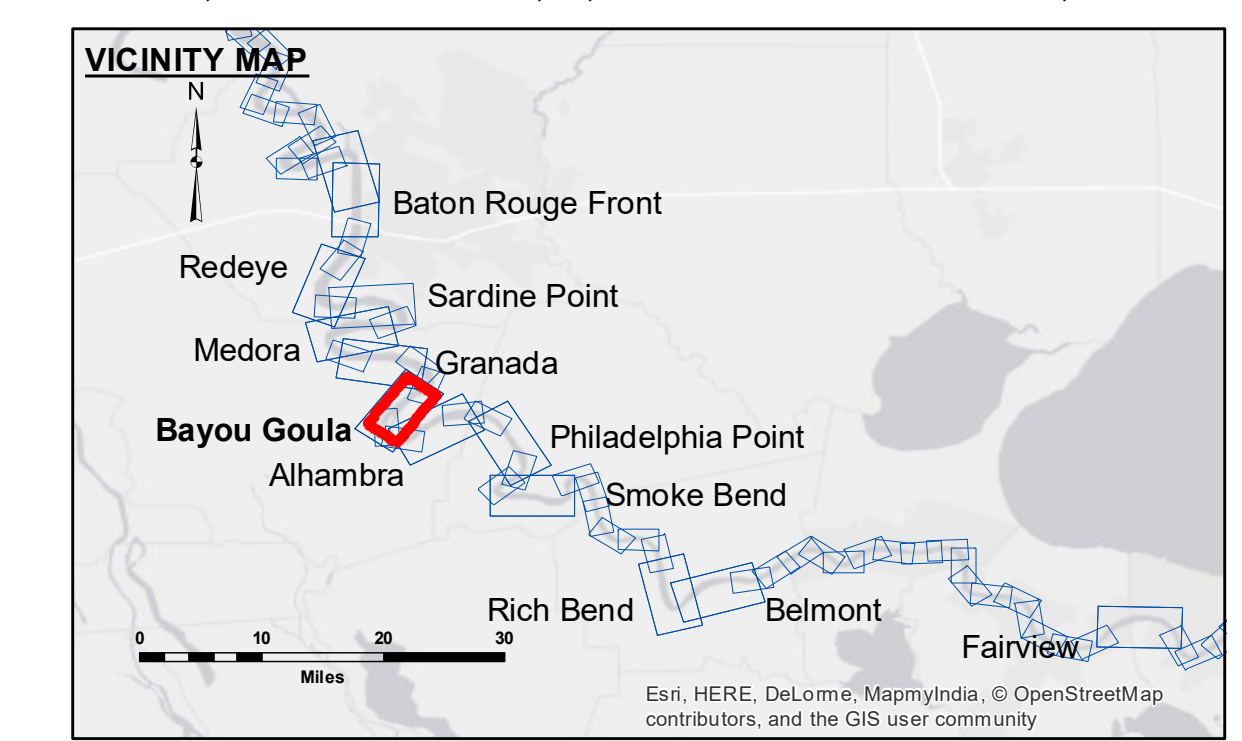 VICINITY MAP
N
Baton Rouge Front
Redeye
Sardine Point
Medora
Granada
Bayou Goula
Philadelphia Point
Alhambra
Smoke Bend
Rich Bend
Belmont
Fairview
0 10 20 30
Miles
Esri, HERE, DeLorme, MapmyIndia, © OpenStreetMap
contributors, and the GIS user community